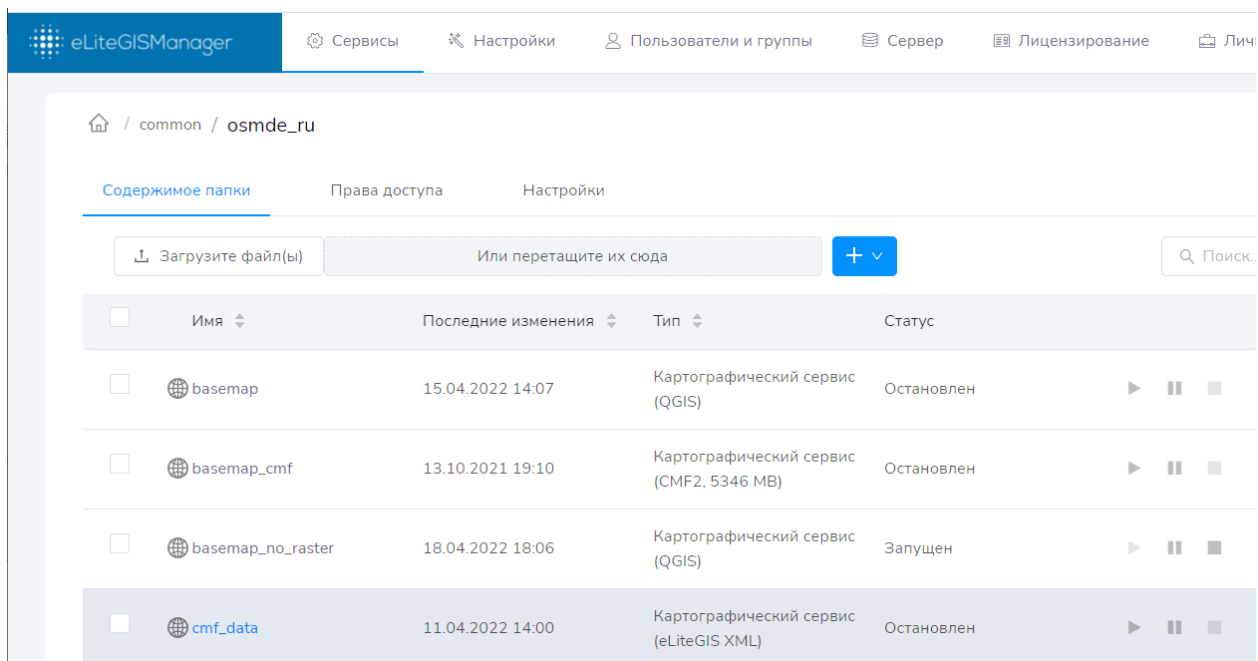 eLiteGISManager Сервисы Настройки Пользователи и группы Сервер Лицензирование Лич
/ common / osmde_ru
Содержимое папки Права доступа Настройки
Загрузите файл(ы) Или перетащите их сюда Поиск...
Имя Последние изменения Тип Статус
basemap 15.04.2022 14:07 Картографический сервис (QGIS) Остановлен
basemap_cmf 13.10.2021 19:10 Картографический сервис (CMF2, 5346 MB) Остановлен
basemap_no_raster 18.04.2022 18:06 Картографический сервис (QGIS) Запущен
cmf_data 11.04.2022 14:00 Картографический сервис (eLiteGIS XML) Остановлен